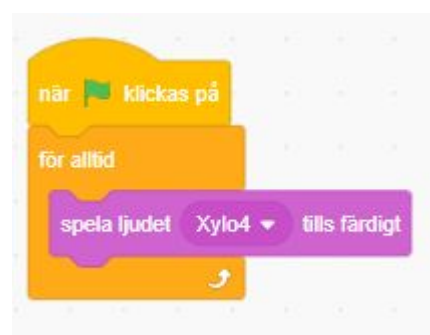 när klickas på
för alltid
spela ljudet Xylo4 tills färdigt